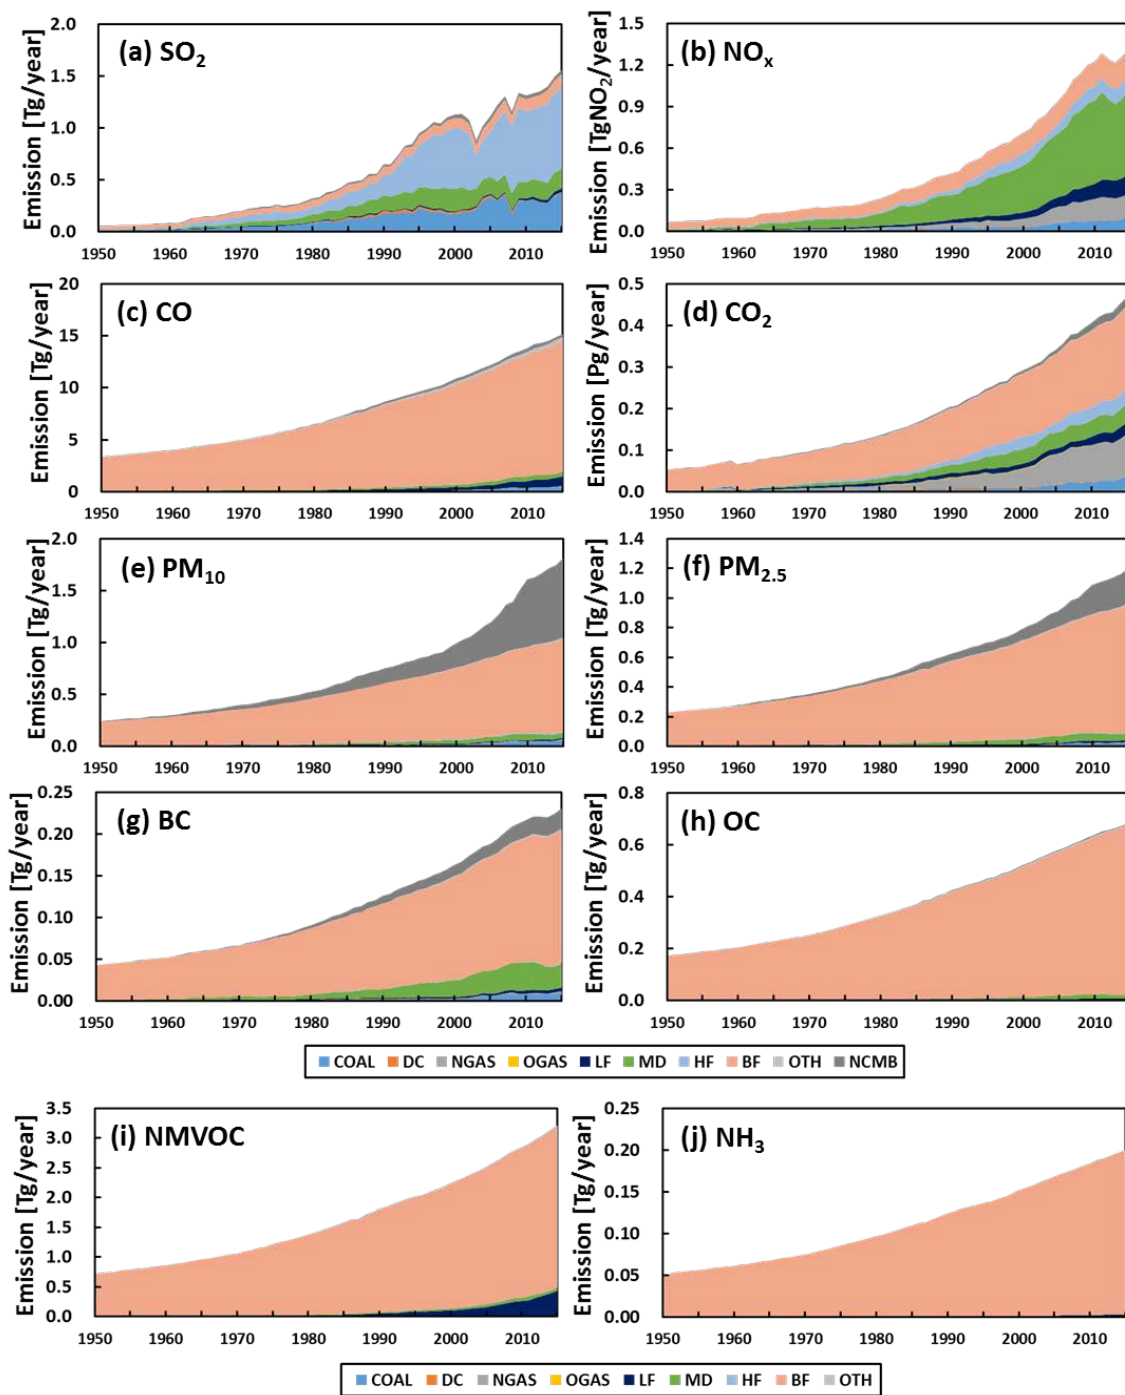 (a) SO2
Emission [Tg/year]
2.0
1.5
1.0
0.5
0.0
1950 1960 1970 1980 1990 2000 2010
(b) NOx
Emission [TgNO2/year]
1.5
1.2
0.9
0.6
0.3
0.0
1950 1960 1970 1980 1990 2000 2010
(c) CO
Emission [Tg/year]
20
15
10
5
0
1950 1960 1970 1980 1990 2000 2010
(d) CO2
Emission [Pg/year]
0.5
0.4
0.3
0.2
0.1
0.0
1950 1960 1970 1980 1990 2000 2010
(e) PM10
Emission [Tg/year]
2.0
1.5
1.0
0.5
0.0
1950 1960 1970 1980 1990 2000 2010
(f) PM2.5
Emission [Tg/year]
1.4
1.2
1.0
0.8
0.6
0.4
0.2
0.0
1950 1960 1970 1980 1990 2000 2010
(g) BC
Emission [Tg/year]
0.25
0.20
0.15
0.10
0.05
0.00
1950 1960 1970 1980 1990 2000 2010
(h) OC
Emission [Tg/year]
0.8
0.6
0.4
0.2
0.0
1950 1960 1970 1980 1990 2000 2010
COAL DC NGAS OGAS LF MD HF BF OTH NCMB
(i) NMVOC
Emission [Tg/year]
3.5
3.0
2.5
2.0
1.5
1.0
0.5
0.0
1950 1960 1970 1980 1990 2000 2010
(j) NH3
Emission [Tg/year]
0.25
0.20
0.15
0.10
0.05
0.00
1950 1960 1970 1980 1990 2000 2010
COAL DC NGAS OGAS LF MD HF BF OTH